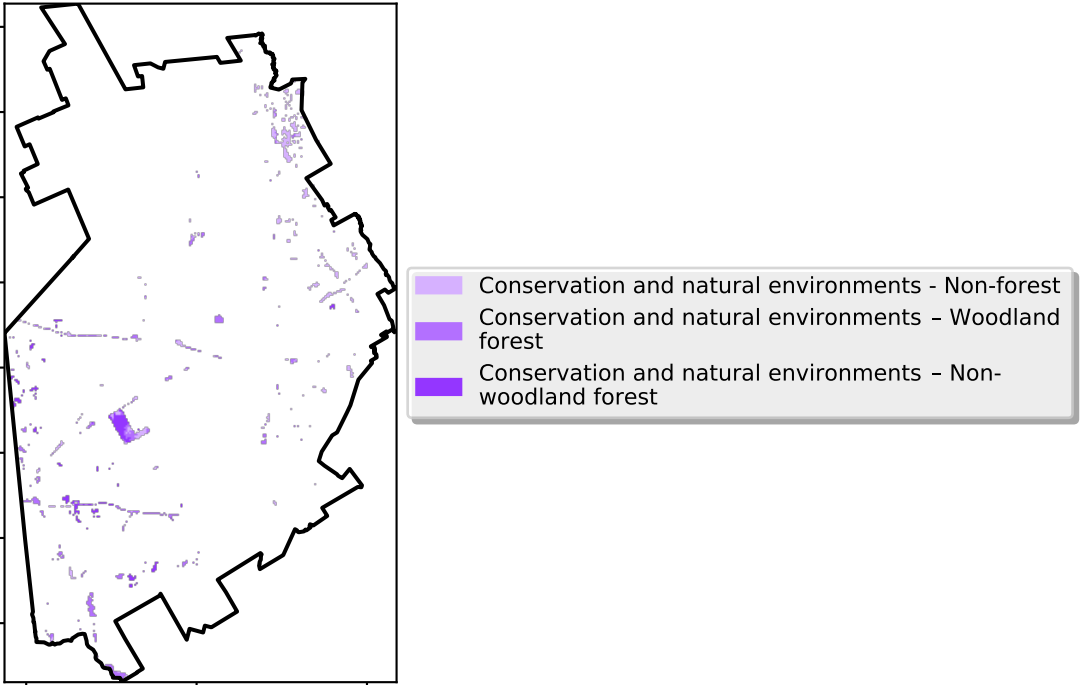 Conservation and natural environments - Non-forest
Conservation and natural environments – Woodland
forest
Conservation and natural environments – Non-
woodland forest